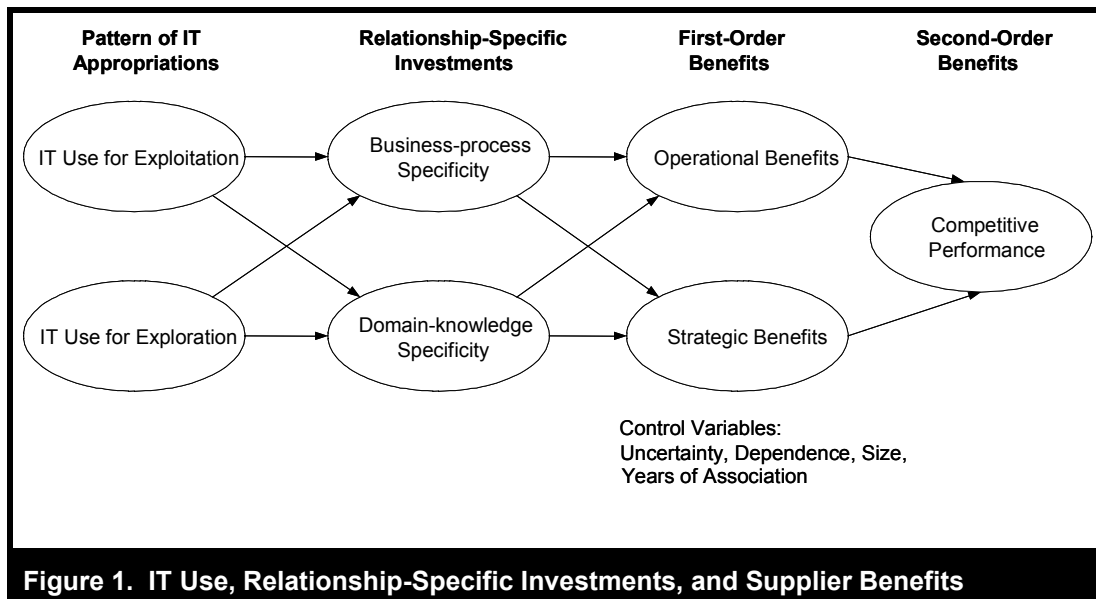 Pattern of IT
Appropriations
Relationship-Specific
Investments
First-Order
Benefits
Second-Order
Benefits
IT Use for Exploitation
Business-process
Specificity
Operational Benefits
Competitive
Performance
IT Use for Exploration
Domain-knowledge
Specificity
Strategic Benefits
Control Variables:
Uncertainty, Dependence, Size,
Years of Association
Figure 1. IT Use, Relationship-Specific Investments, and Supplier Benefits